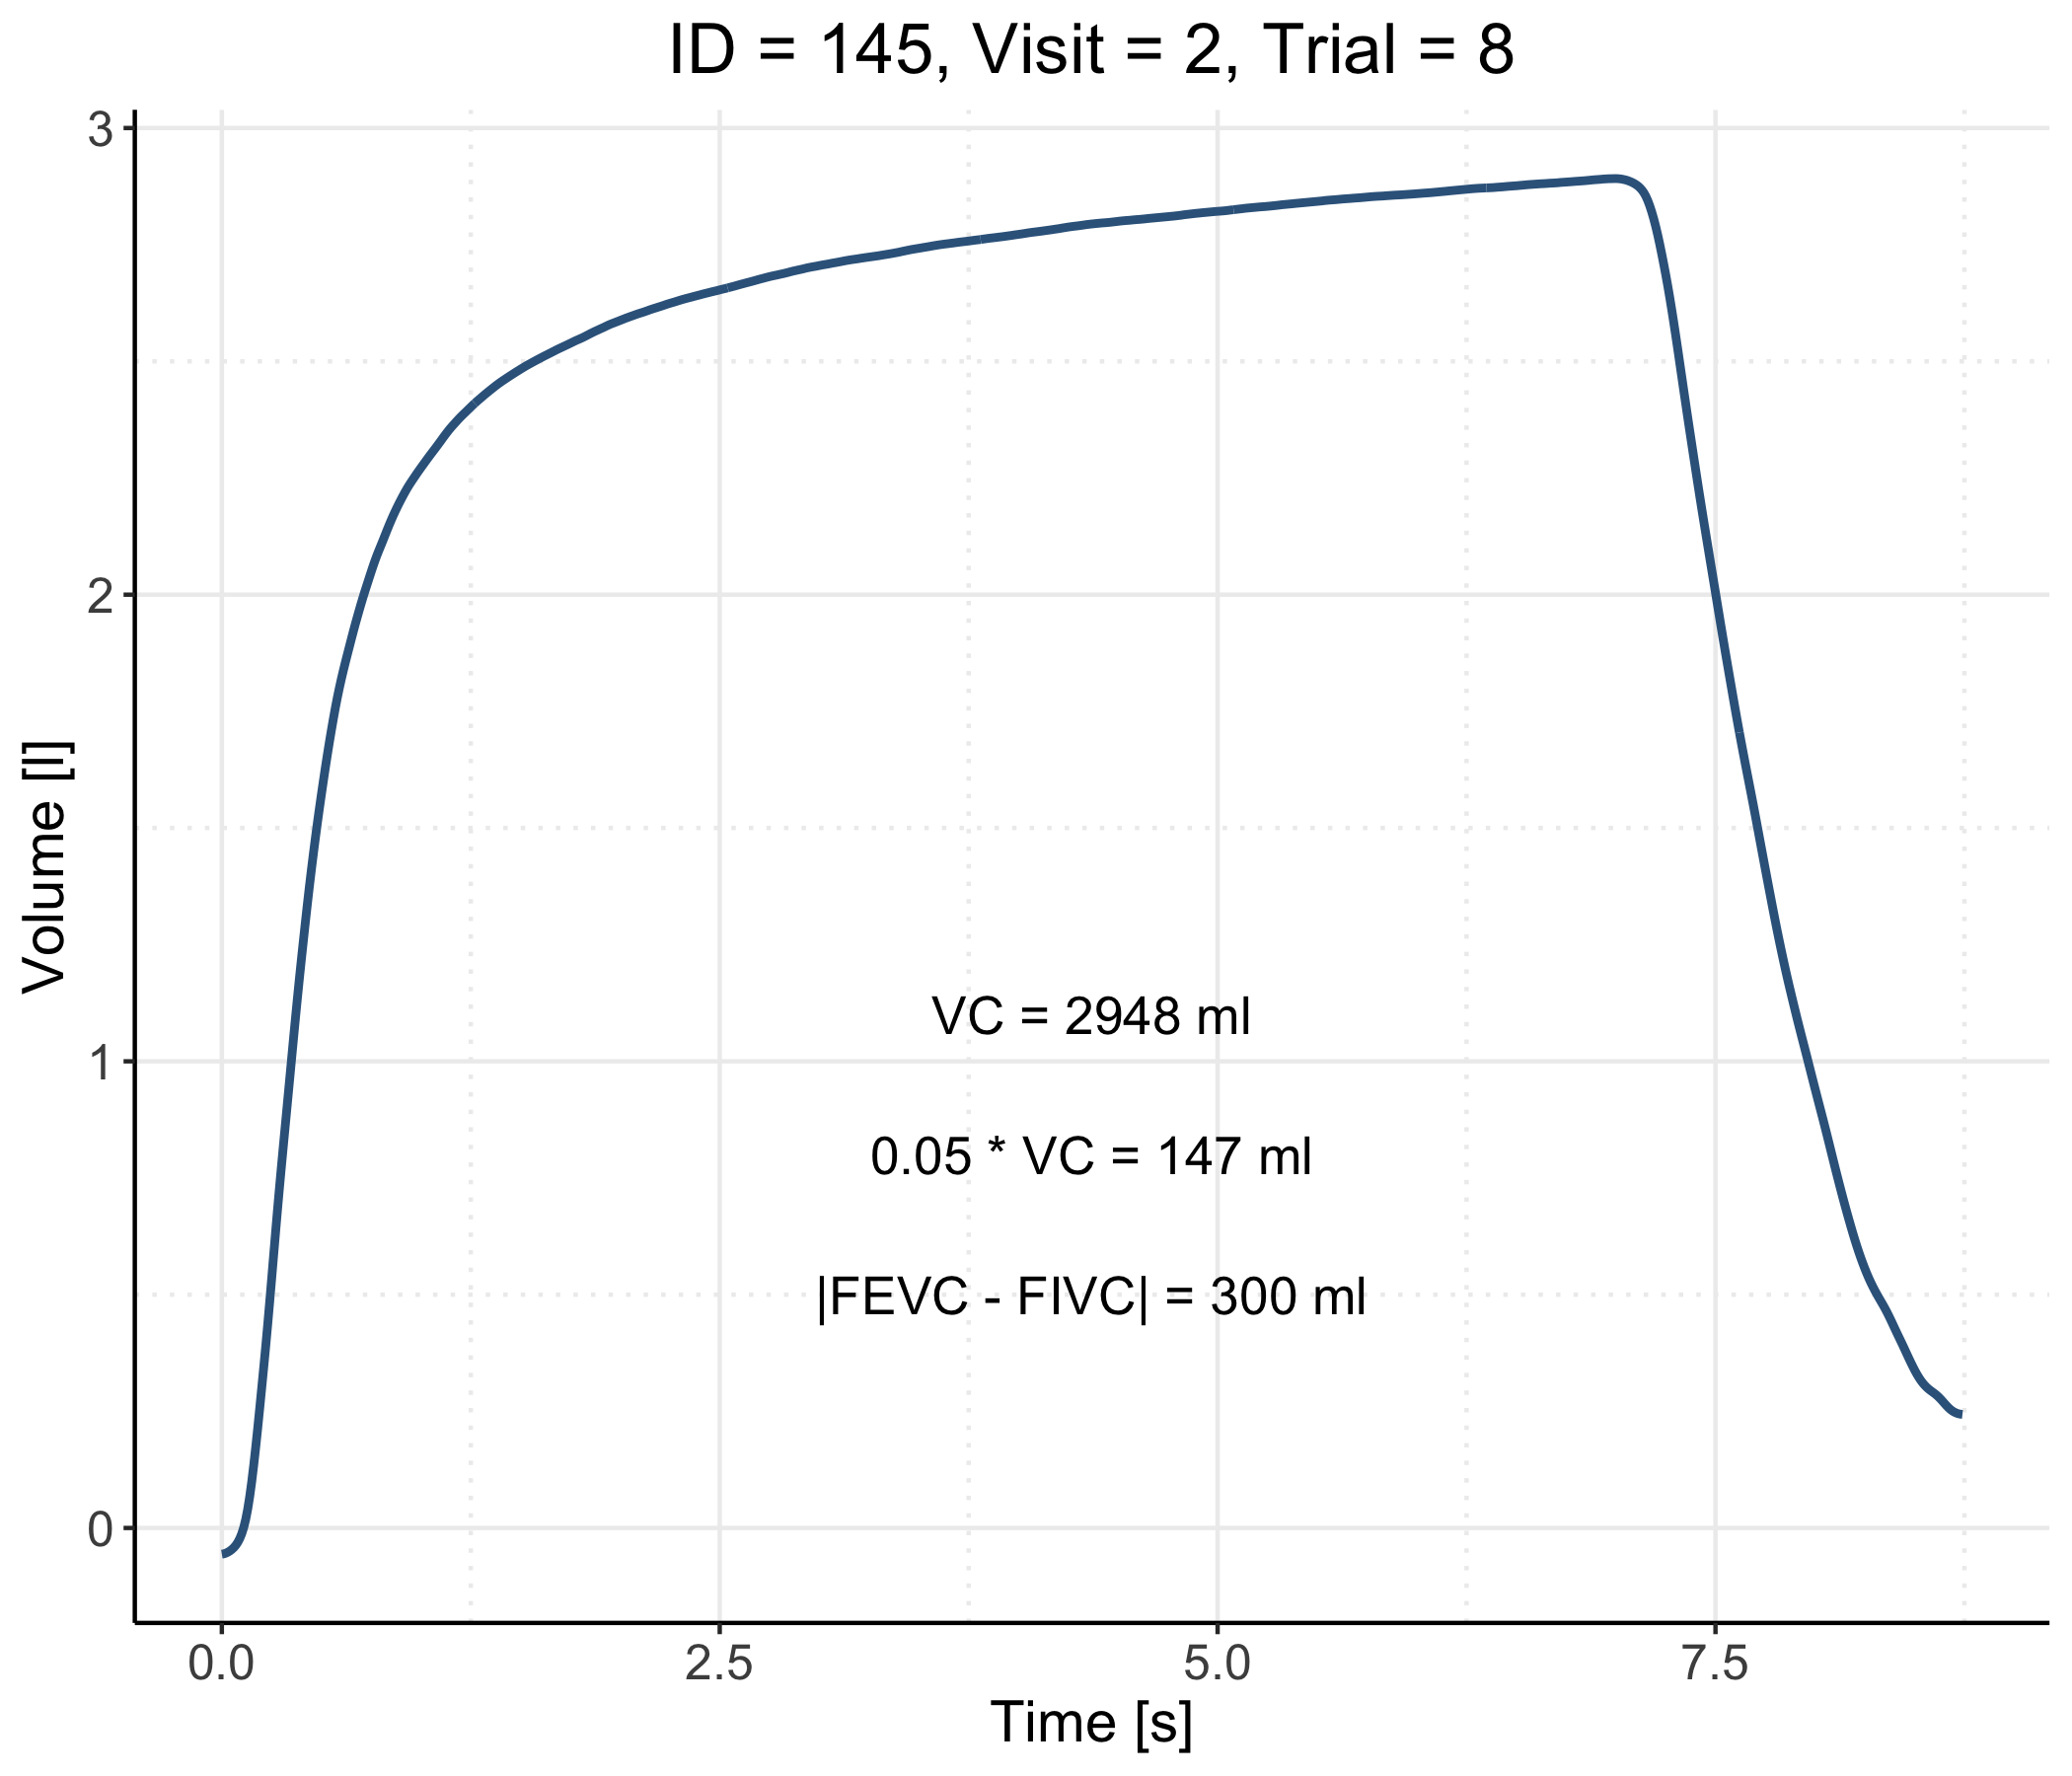 ID = 145, Visit = 2, Trial = 8
3
2
1
0
Volume [l]
VC = 2948 ml
0.05 * VC = 147 ml
|FEVC - FIVC| = 300 ml
0.0 2.5 5.0 7.5
Time [s]